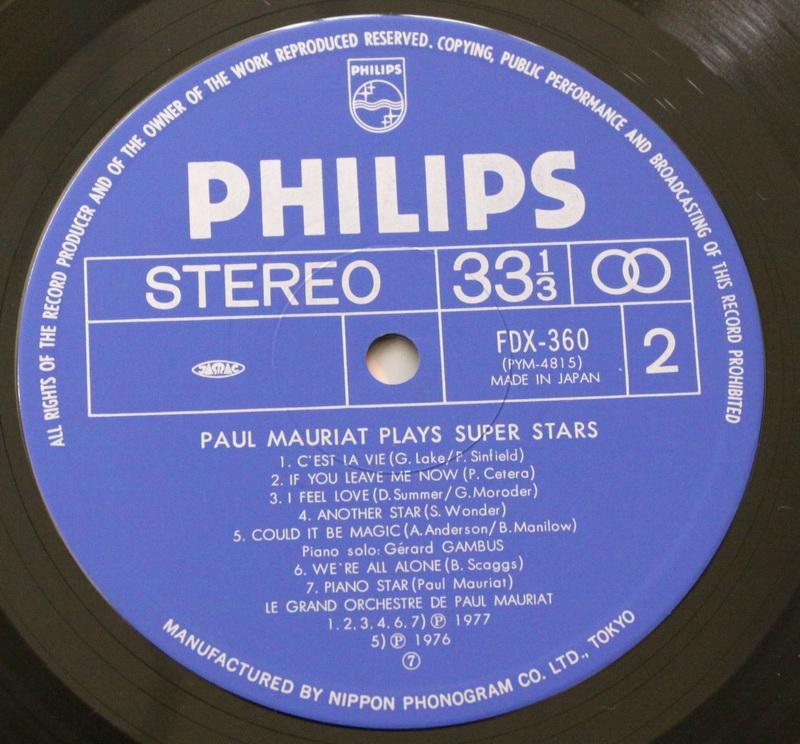 ALL RIGHTS OF THE RECORD PRODUCER AND OF THE OWNER OF THE WORK REPRODUCED RESERVED. COPYING, PUBLIC PERFORMANCE AND BROADCASTING OF THIS RECORD PROHIBITED
PHILIPS
PHILIPS
STEREO
33 1/3
JASRAC
FDX-360
(PYM-4815)
MADE IN JAPAN
2
PAUL MAURIAT PLAYS SUPER STARS
1. C'EST LA VIE (G. Lake/P. Sinfield)
2. IF YOU LEAVE ME NOW (P. Cetera)
3. I FEEL LOVE (D. Summer/G. Moroder)
4. ANOTHER STAR (S. Wonder)
5. COULD IT BE MAGIC (A. Anderson/B. Manilow)
Piano solo: Gérard GAMBUS
6. WE'RE ALL ALONE (B. Scaggs)
7. PIANO STAR (Paul Mauriat)
LE GRAND ORCHESTRE DE PAUL MAURIAT
1. 2. 3. 4. 6. 7) Ⓟ 1977
5) Ⓟ 1976
⑦
MANUFACTURED BY NIPPON PHONOGRAM CO. LTD., TOKYO